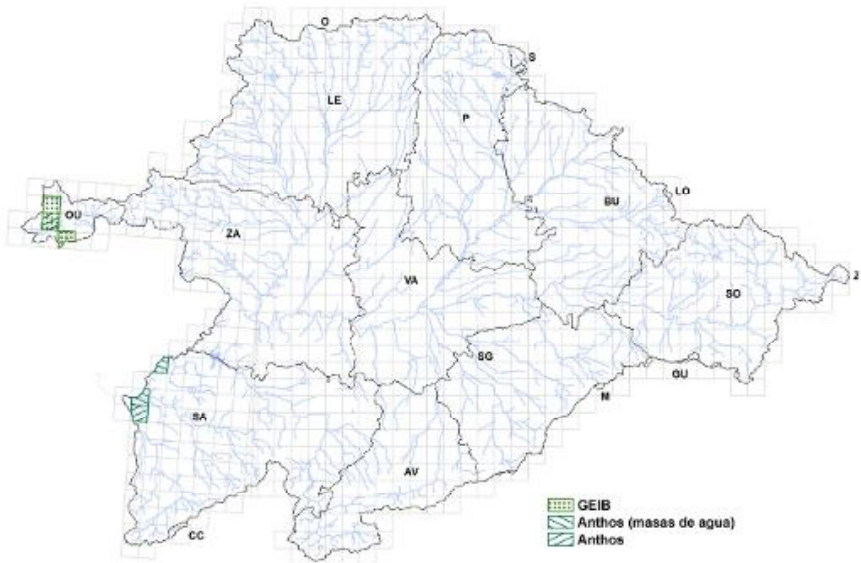 O
S
LE
P
LO
BU
OU
ZA
2
VA
SO
SG
GU
M
SA
AV
CC
GEIB
Anthos (masas de agua)
Anthos